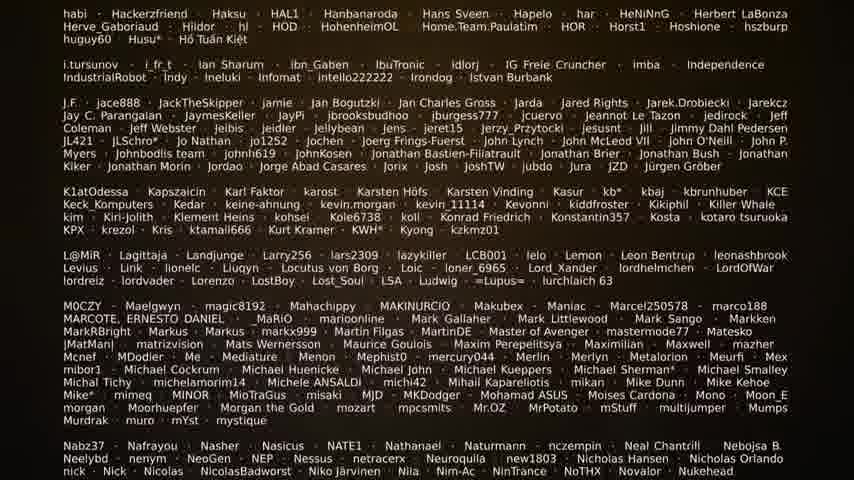 habi · Hackerzfriend · Haksu · HAL1 · Hanbanaroda · Hans Sveen · Hapelo · har · HeNiNnG · Herbert LaBonza
Herve_Gaboriaud · Hildor · hl · HOD · HohenheimOL · Home.Team.Paulatim · HOR · Horst1 · Hoshione · hszburp
huguy60 · Husu* · Hồ Tuấn Kiệt
i.tursunov · i_fr_t · Ian Sharum · ibn_Gaben · IbuTronic · idlorj · IG Freie Cruncher · imba · Independence
IndustrialRobot · Indy · Ineluki · Infomat · intello222222 · Irondog · Istvan Burbank
J.F. · jace888 · JackTheSkipper · jamie · Jan Bogutzki · Jan Charles Gross · Jarda · Jared Rights · Jarek.Drobiecki · Jarekcz
Jay C. Parangalan · JaymesKeller · JayPi · jbrooksbudhoo · jburgess777 · jcuervo · Jeannot Le Tazon · jedirock · Jeff
Coleman · Jeff Webster · Jelbis · jeidler · Jellybean · Jens · jeret15 · Jerzy_Przytocki · jesusnt · Jill · Jimmy Dahl Pedersen
JL421 · JLSchro* · Jo Nathan · jo1252 · Jochen · Joerg Frings-Fuerst · John Lynch · John McLeod VII · John O'Neill · John P.
Myers · Johnbodlis team · johnh619 · JohnKosen · Jonathan Bastien-Filiatrault · Jonathan Brier · Jonathan Bush · Jonathan
Kiker · Jonathan Morin · Jordao · Jorge Abad Casares · Jorix · Josh · JoshTW · jubdo · Jura · JZD · Jürgen Gröber
K1atOdessa · Kapszaicin · Karl Faktor · karost · Karsten Höfs · Karsten Vinding · Kasur · kb* · kbaj · kbrunhuber · KCE
Keck_Komputers · Kedar · keine-ahnung · kevin.morgan · kevin_11114 · Kevonni · kiddfroster · Kikiphil · Killer Whale
kim · Kiri-Jolith · Klement Heins · kohsei · Kole6738 · koll · Konrad Friedrich · Konstantin357 · Kosta · kotaro tsuruoka
KPX · krezol · Kris · ktamail666 · Kurt Kramer · KWH* · Kyong · kzkmz01
L@MiR · Lagittaja · Landjunge · Larry256 · lars2309 · lazykiller · LCB001 · lelo · Lemon · Leon Bentrup · leonashbrook
Levius · Link · lionelc · Liuqyn · Locutus von Borg · Loic · loner_6965 · Lord_Xander · lordhelmchen · LordOfWar
lordreiz · lordvader · Lorenzo · LostBoy · Lost_Soul · LSA · Ludwig · =Lupus= · lurchlaich 63
M0CZY · Maelgwyn · magic8192 · Mahachippy · MAKINURCIO · Makubex · Maniac · Marcel250578 · marco188
MARCOTE, ERNESTO DANIEL · _MaRiO · marioonline · Mark Gallaher · Mark Littlewood · Mark Sango · Markken
MarkRBright · Markus · Markus · markx999 · Martin Filgas · MartinDE · Master of Avenger · mastermode77 · Matesko
|MatMan| · matrizvision · Mats Wernersson · Maurice Goulois · Maxim Perepelitsya · Maximilian · Maxwell · mazher
Mcnef · MDodier · Me · Mediature · Menon · Mephist0 · mercury044 · Merlin · Merlyn · Metalorion · Meurfi · Mex
mibor1 · Michael Cockrum · Michael Huenicke · Michael John · Michael Kueppers · Michael Sherman* · Michael Smalley
Michal Tichy · michelamorim14 · Michele ANSALDI · michi42 · Mihail Kapareliotis · mikan · Mike Dunn · Mike Kehoe
Mike* · mimeq · MINOR · MioTraGus · misaki · MJD · MKDodger · Mohamad ASUS · Moises Cardona · Mono · Moon_E
morgan · Moorhuepfer · Morgan the Gold · mozart · mpcsmits · Mr.OZ · MrPotato · mStuff · multijumper · Mumps
Murdrak · muro · mYst · mystique
Nabz37 · Nafrayou · Nasher · Nasicus · NATE1 · Nathanael · Naturmann · nczempin · Neal Chantrill · Nebojsa B.
Neelybd · nenym · NeoGen · NEP · Nessus · netracerx · Neuroquila · new1803 · Nicholas Hansen · Nicholas Orlando
nick · Nick · Nicolas · NicolasBadworst · Niko Järvinen · Nila · Nim-Ac · NinTrance · NoTHX · Novalor · Nukehead